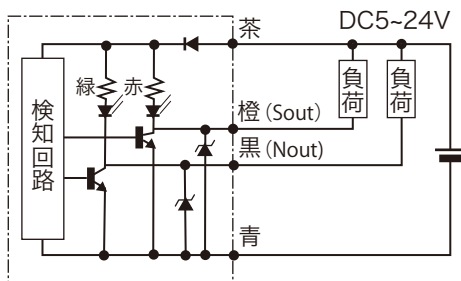 茶
DC5~24V
緑
赤
負荷
負荷
検知回路
橙(Sout)
黒(Nout)
青